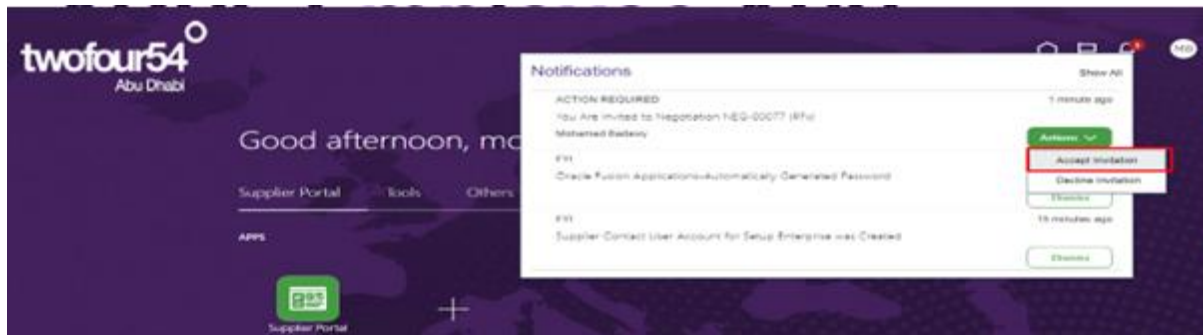 twofour54
Abu Dhabi
Notifications
Show All
ACTION REQUIRED
1 minute ago
You Are Invited to Negotiation NEG-00077 (RFx)
Mohamed Badawy
Actions
Accept Invitation
Decline Invitation
FYI
Oracle Fusion Applications-Automatically Generated Password
Dismiss
FYI
15 minutes ago
Supplier Contact User Account for Setup Enterprise was Created
Dismiss
Good afternoon, mo
Supplier Portal Tools Others
APPS
Supplier Portal